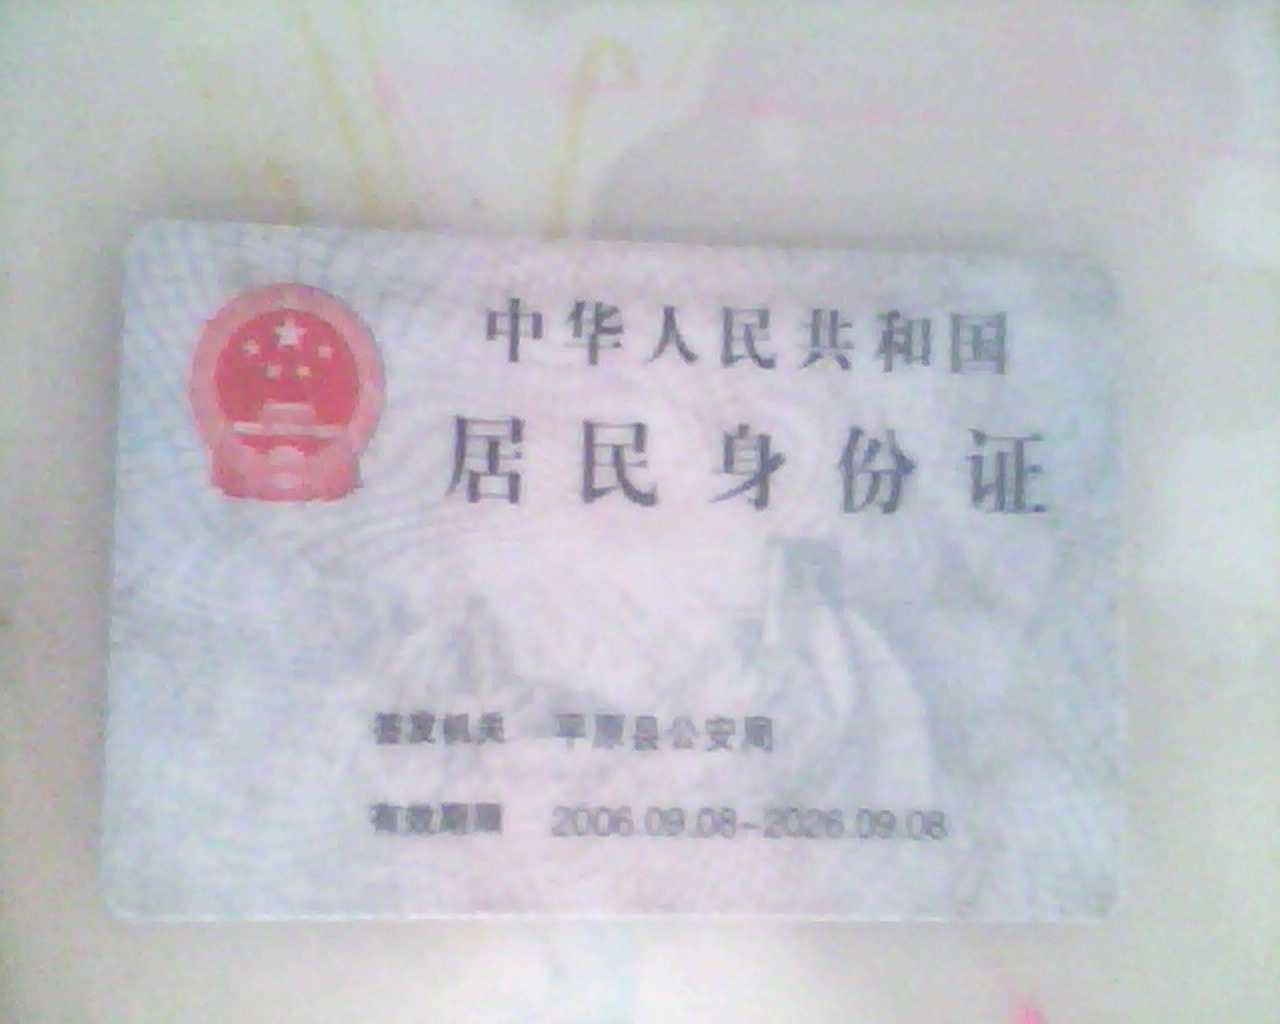 中华人民共和国
居民身份证
签发机关 平原县公安局
有效期限 2006.09.08-2026.09.08